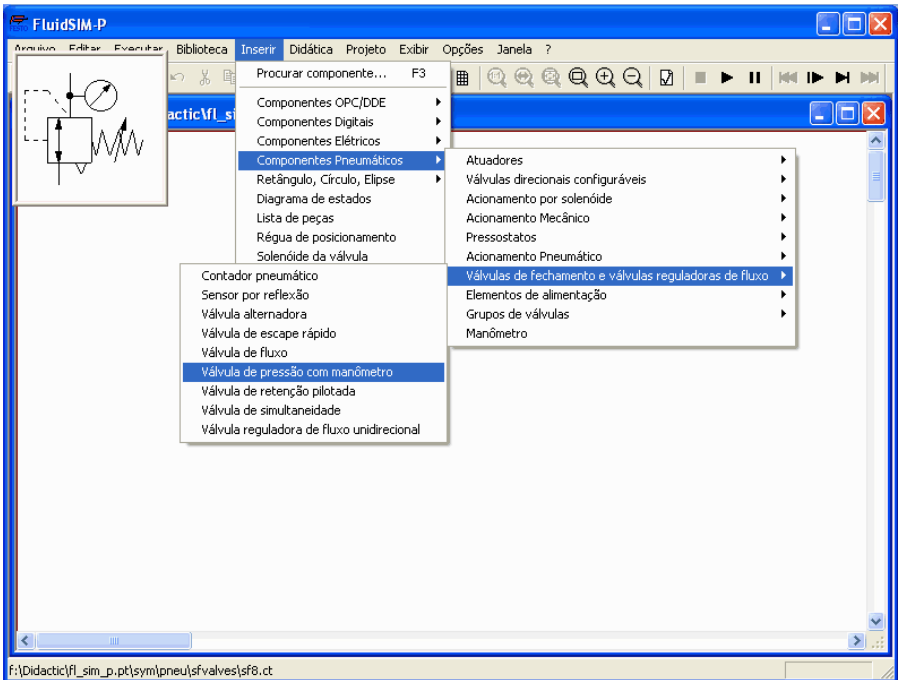 FluidSIM-P
FESTO
Arquivo Editar Executar Biblioteca Inserir Didática Projeto Exibir Opções Janela ?
Procurar componente... F3
actic\fl_si
Componentes OPC/DDE
Componentes Digitais
Componentes Elétricos
Componentes Pneumáticos
Retângulo, Círculo, Elipse
Diagrama de estados
Lista de peças
Régua de posicionamento
Solenóide da válvula
Atuadores
Válvulas direcionais configuráveis
Acionamento por solenóide
Acionamento Mecânico
Pressostatos
Acionamento Pneumático
Válvulas de fechamento e válvulas reguladoras de fluxo
Elementos de alimentação
Grupos de válvulas
Manômetro
Contador pneumático
Sensor por reflexão
Válvula alternadora
Válvula de escape rápido
Válvula de fluxo
Válvula de pressão com manômetro
Válvula de retenção pilotada
Válvula de simultaneidade
Válvula reguladora de fluxo unidirecional
f:\Didactic\fl_sim_p.pt\sym\pneu\sfvalves\sf8.ct